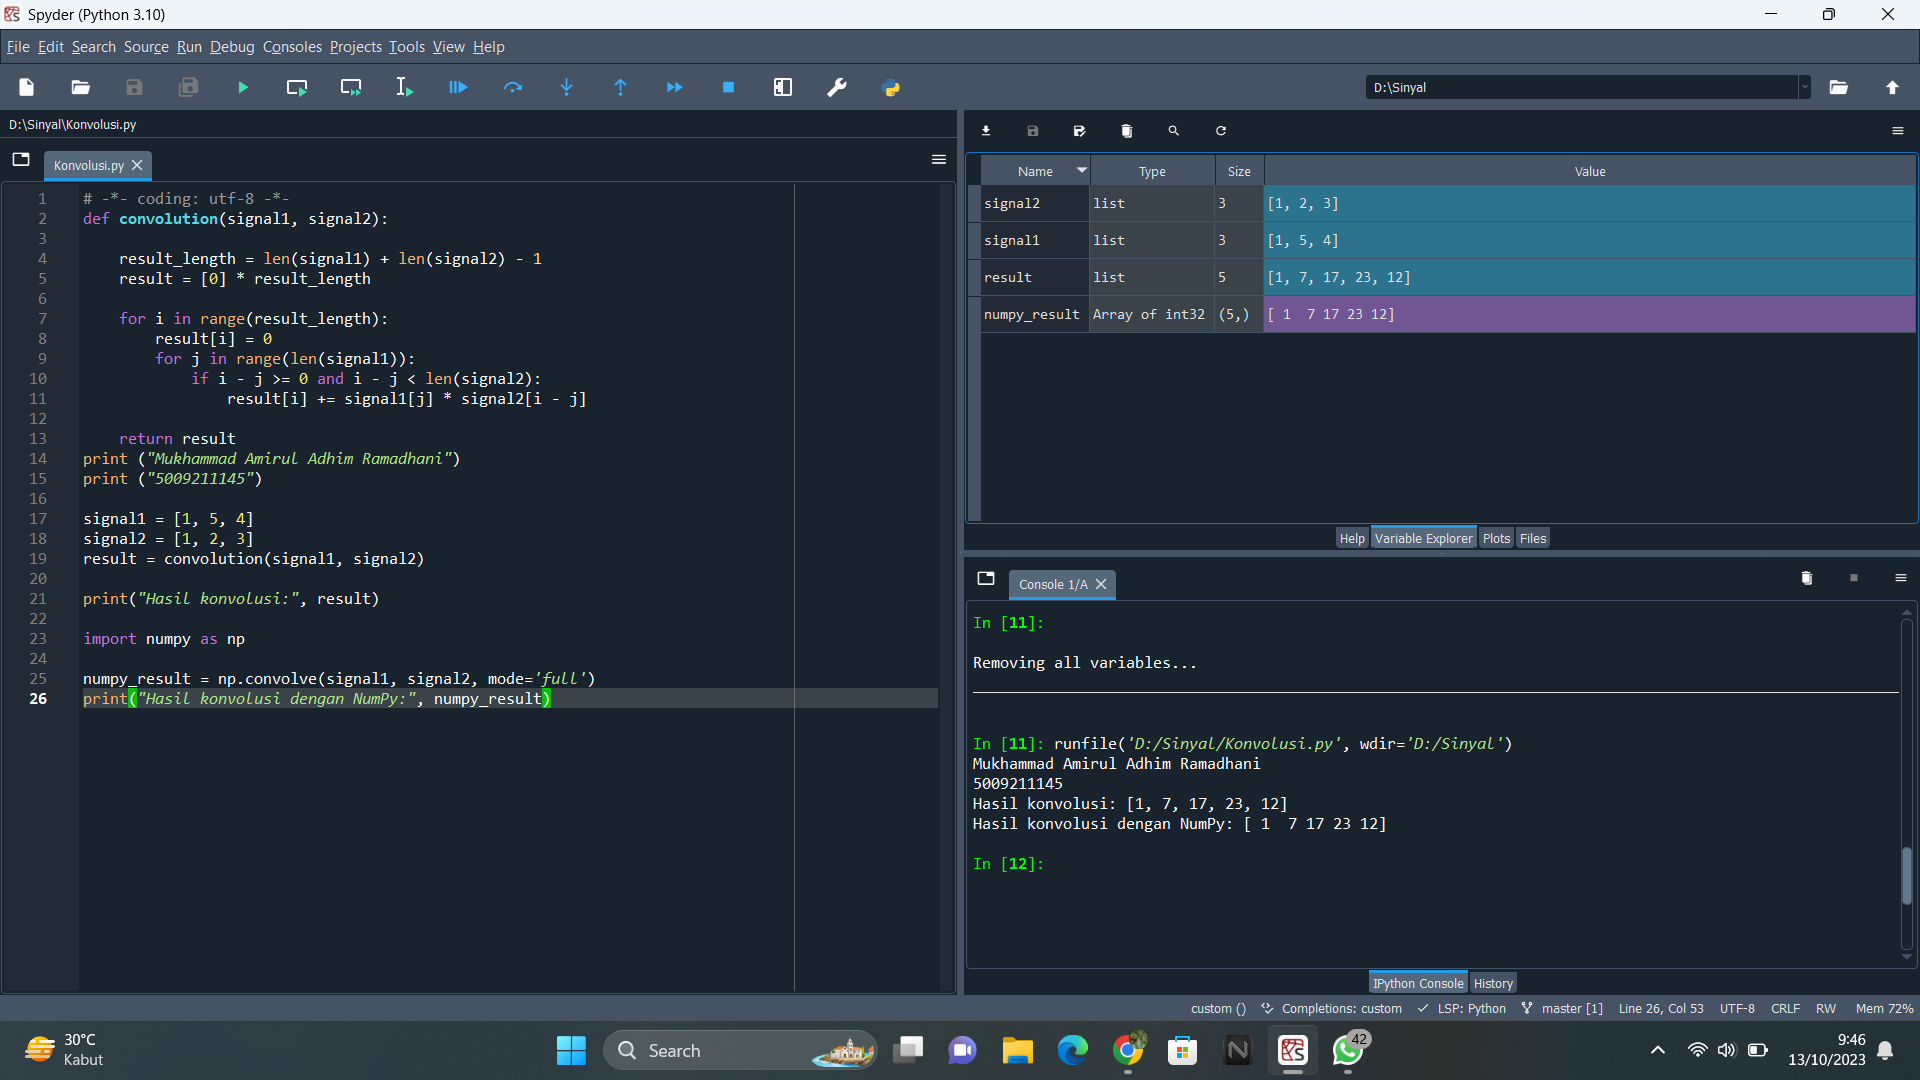 Spyder (Python 3.10)
File Edit Search Source Run Debug Consoles Projects Tools View Help
D:\Sinyal
D:\Sinyal\Konvolusi.py
Konvolusi.py
1 # -*- coding: utf-8 -*-
2 def convolution(signal1, signal2):
3
4 result_length = len(signal1) + len(signal2) - 1
5 result = [0] * result_length
6
7 for i in range(result_length):
8 result[i] = 0
9 for j in range(len(signal1)):
10 if i - j >= 0 and i - j < len(signal2):
11 result[i] += signal1[j] * signal2[i - j]
12
13 return result
14 print ("Mukhammad Amirul Adhim Ramadhani")
15 print ("5009211145")
16
17 signal1 = [1, 5, 4]
18 signal2 = [1, 2, 3]
19 result = convolution(signal1, signal2)
20
21 print("Hasil konvolusi:", result)
22
23 import numpy as np
24
25 numpy_result = np.convolve(signal1, signal2, mode='full')
26 print("Hasil konvolusi dengan NumPy:", numpy_result)
Name Type Size Value
signal2 list 3 [1, 2, 3]
signal1 list 3 [1, 5, 4]
result list 5 [1, 7, 17, 23, 12]
numpy_result Array of int32 (5,) [ 1  7 17 23 12]
Help Variable Explorer Plots Files
Console 1/A
In [11]:
Removing all variables...
In [11]: runfile('D:/Sinyal/Konvolusi.py', wdir='D:/Sinyal')
Mukhammad Amirul Adhim Ramadhani
5009211145
Hasil konvolusi: [1, 7, 17, 23, 12]
Hasil konvolusi dengan NumPy: [ 1  7 17 23 12]
In [12]:
IPython Console History
custom () Completions: custom LSP: Python master [1] Line 26, Col 53 UTF-8 CRLF RW Mem 72%
30°C
Kabut
Search
42
9:46
13/10/2023